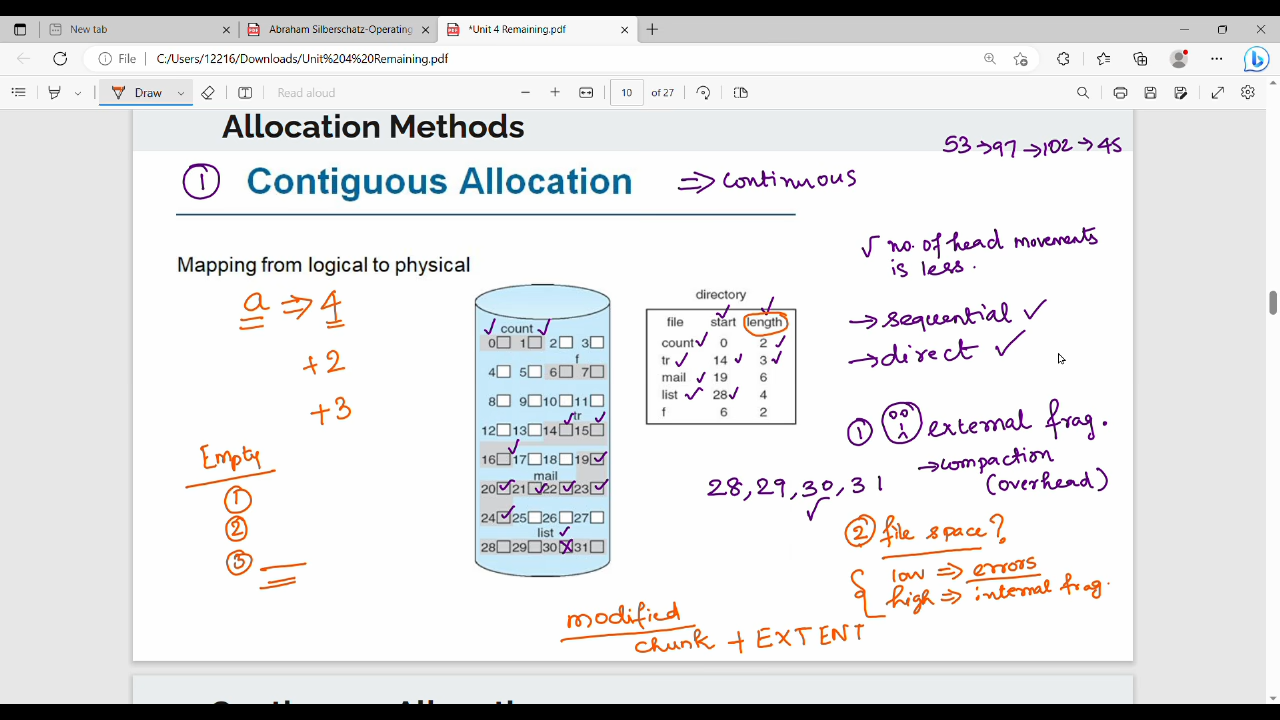 New tab
Abraham Silberschatz-Operating
*Unit 4 Remaining.pdf
File
C:/Users/12216/Downloads/Unit%204%20Remaining.pdf
Draw
Read aloud
10
of 27
Allocation Methods
53→97→102→45
① Contiguous Allocation ⇒ continuous
√ no. of head movements
is less.
Mapping from logical to physical
a ⇒ 4
+2
+3
Empty
①
②
③
count
0 1 2 3
f
4 5 6 7
8 9 10 11
tr
12 13 14 15
16 17 18 19
mail
20 21 22 23
24 25 26 27
list
28 29 30 31
directory
file start length
count 0 2
tr 14 3
mail 19 6
list 28 4
f 6 2
→ sequential ✓
→ direct ✓
① external frag.
→ compaction
(overhead)
28, 29, 30, 31
② file space?
low ⇒ errors
high ⇒ internal frag.
modified
chunk + EXTENT